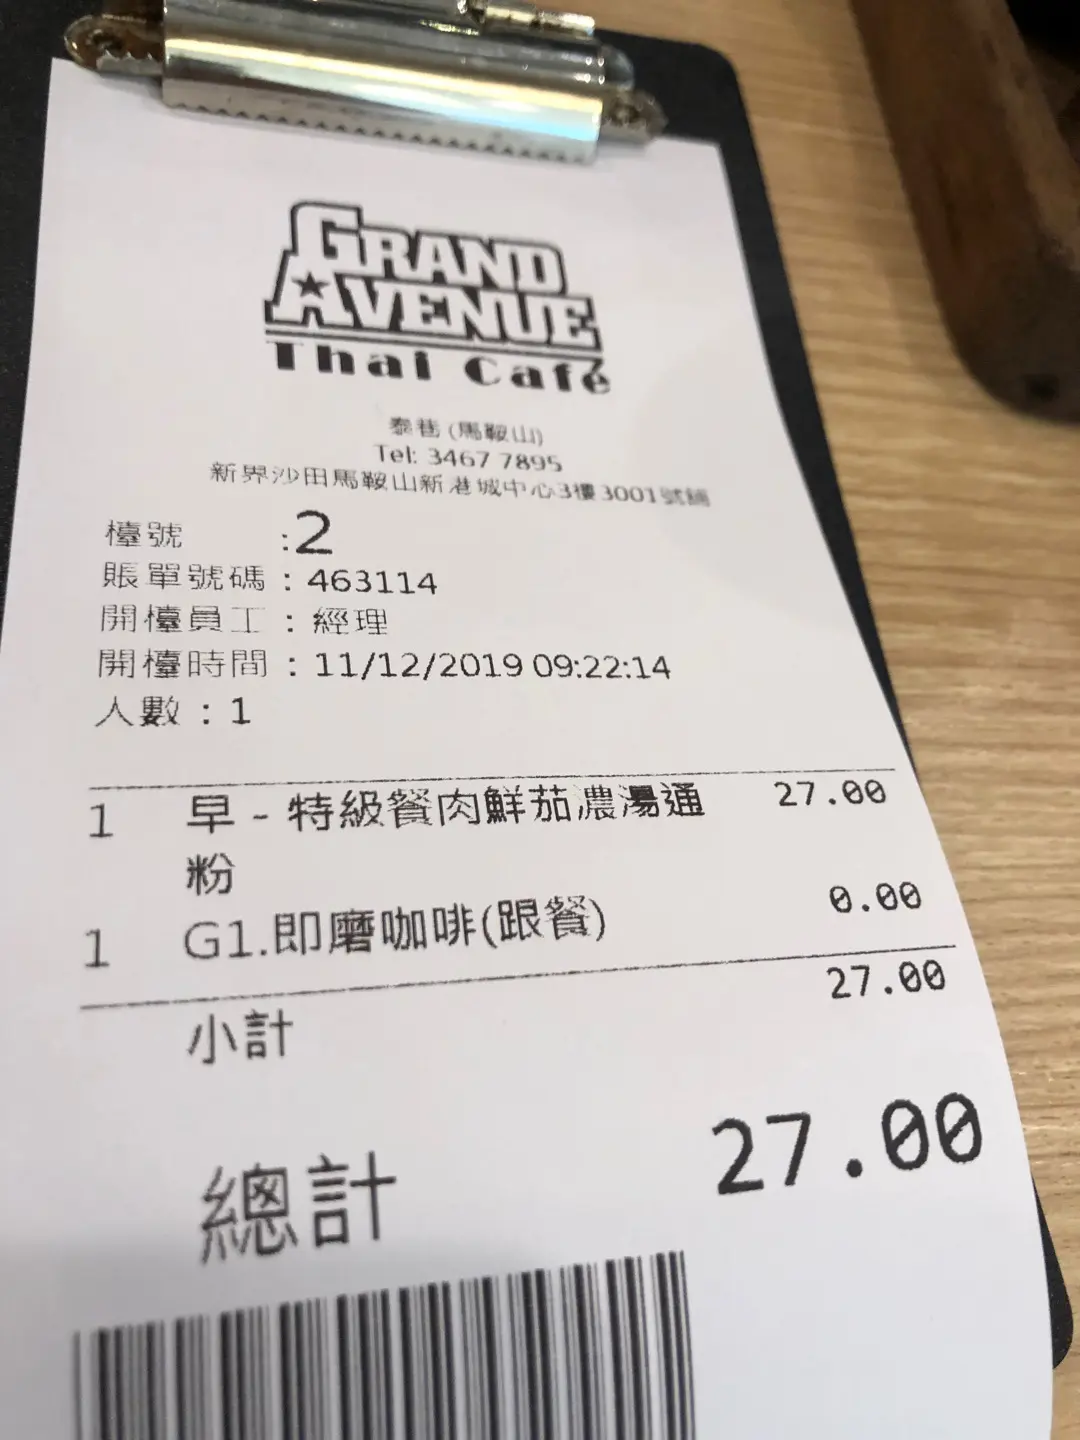 GRAND
AVENUE
Thai Café
泰巷 (馬鞍山)
Tel: 3467 7895
新界沙田馬鞍山新港城中心3樓3001號舖
檯號 :2
賬單號碼 : 463114
開檯員工 : 經理
開檯時間 : 11/12/2019 09:22:14
人數 : 1
1 早 - 特級餐肉鮮茄濃湯通 27.00
粉
1 G1.即磨咖啡(跟餐) 0.00
小計 27.00
總計 27.00